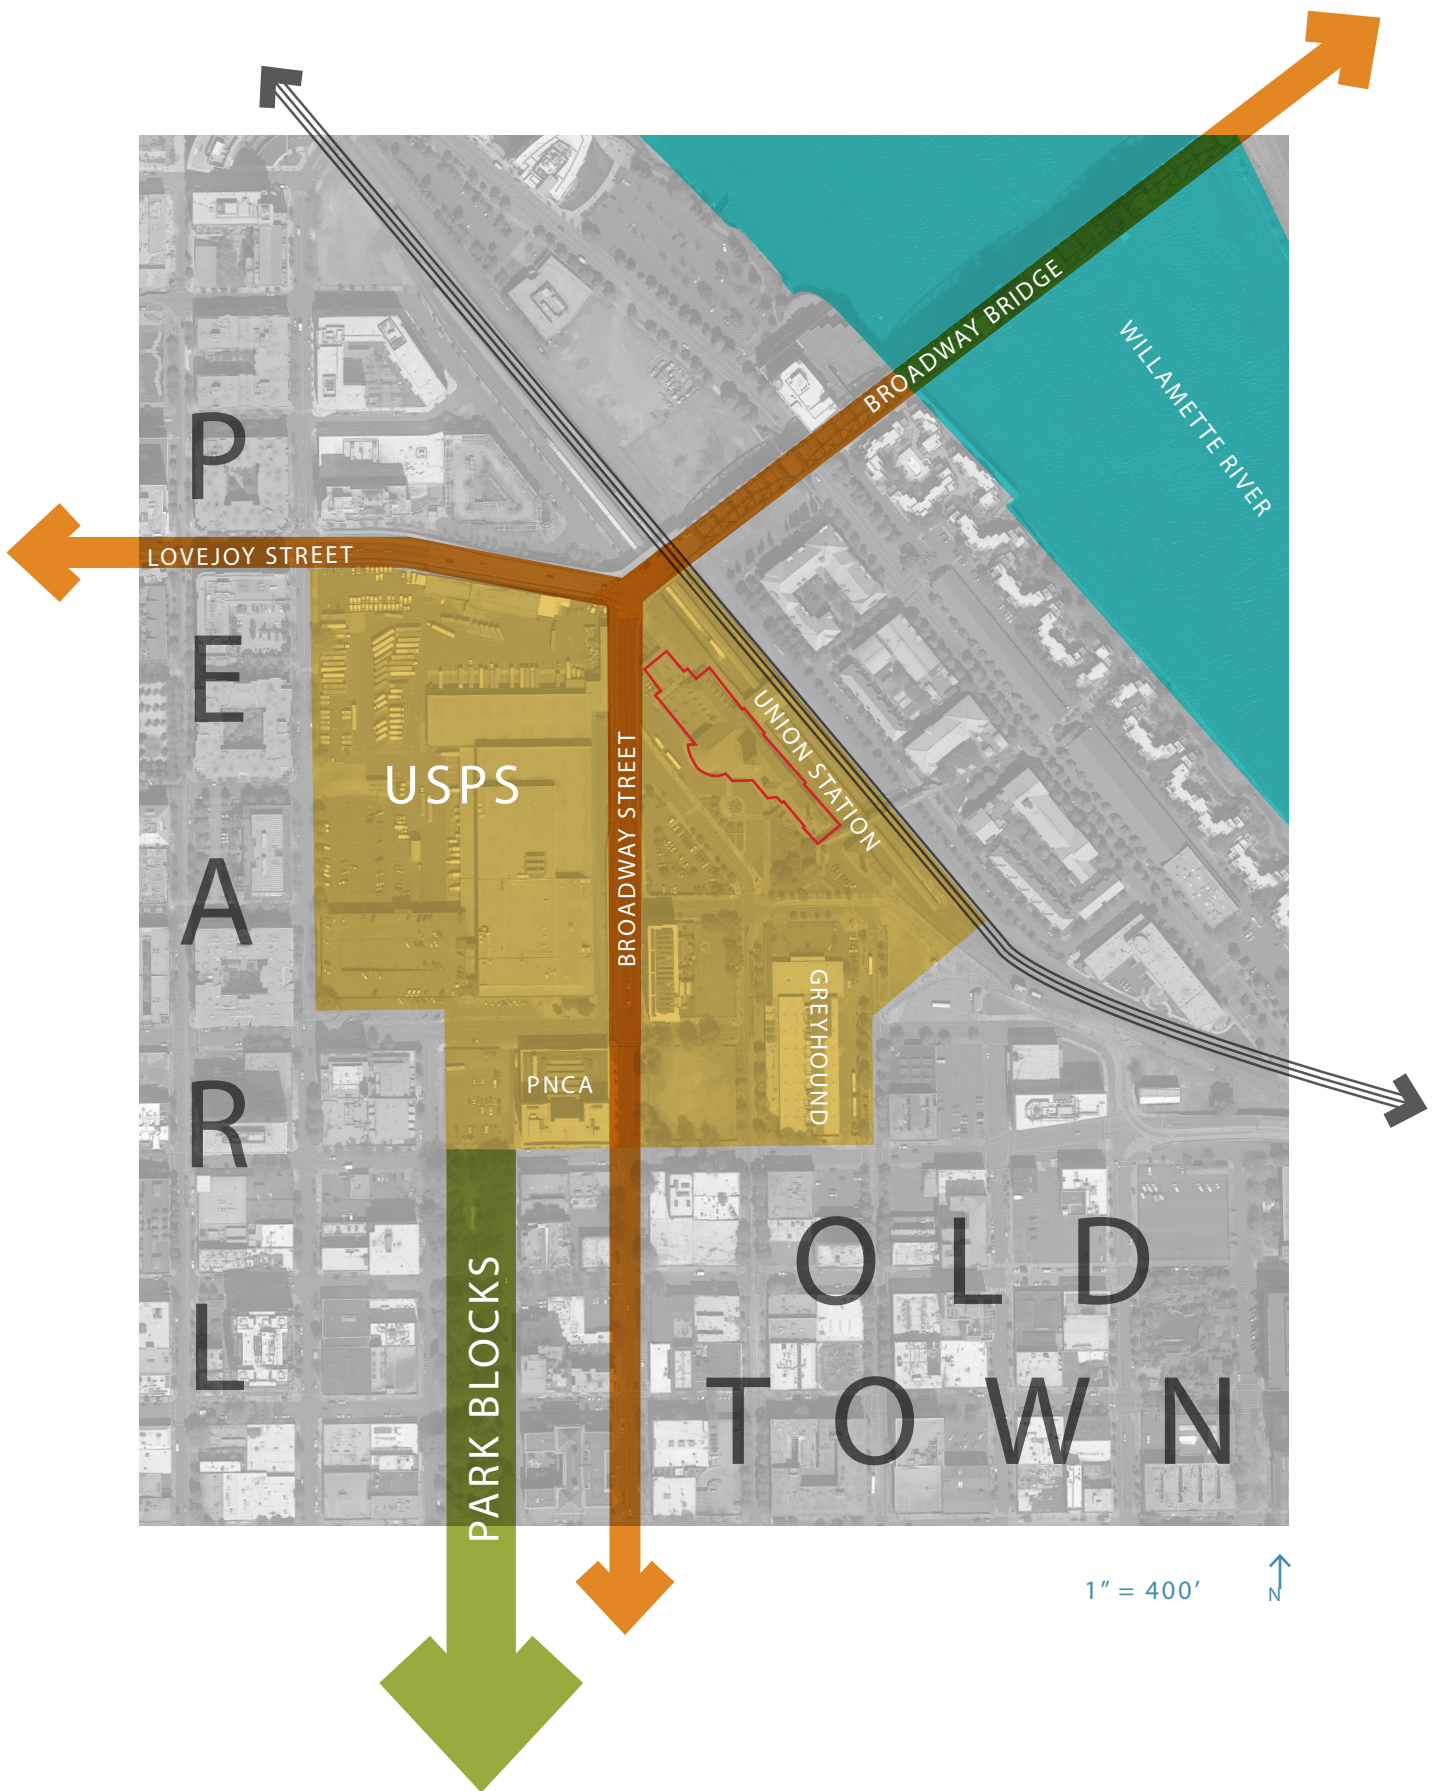 BROADWAY BRIDGE
WILLAMETTE RIVER
PEARL
LOVEJOY STREET
USPS
BROADWAY STREET
UNION STATION
GREYHOUND
PNCA
PARK BLOCKS
OLD
TOWN
1″ = 400′
N